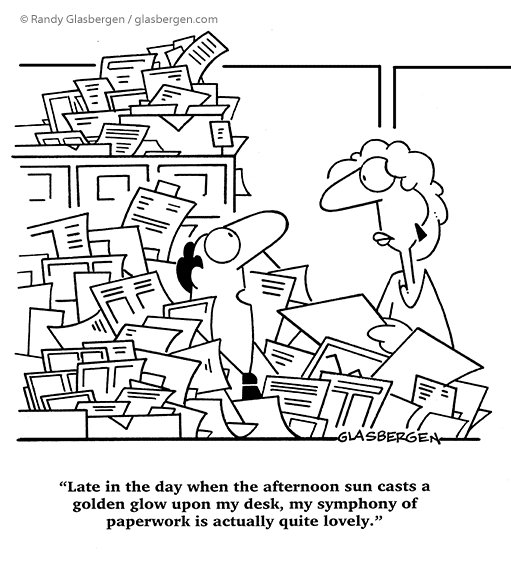 © Randy Glasbergen / glasbergen.com
GLASBERGEN
“Late in the day when the afternoon sun casts a
golden glow upon my desk, my symphony of
paperwork is actually quite lovely.”